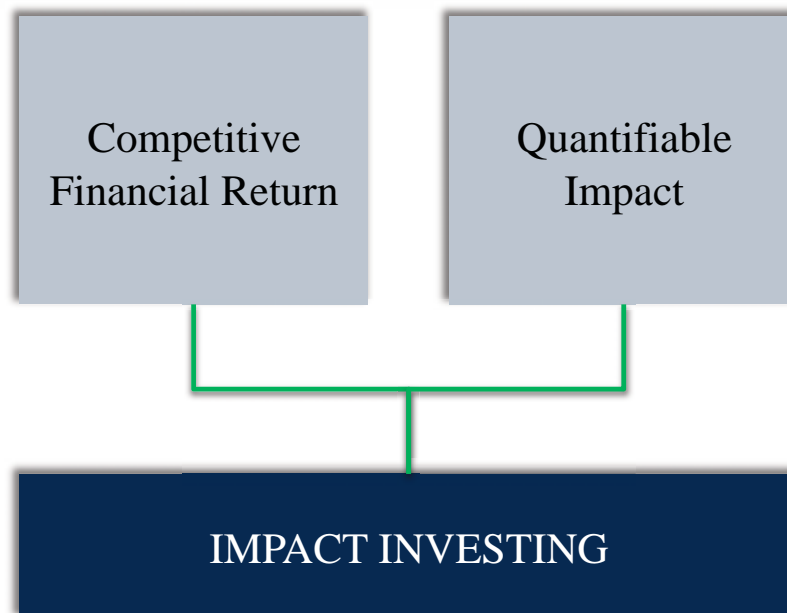 Competitive
Financial Return
Quantifiable
Impact
IMPACT INVESTING